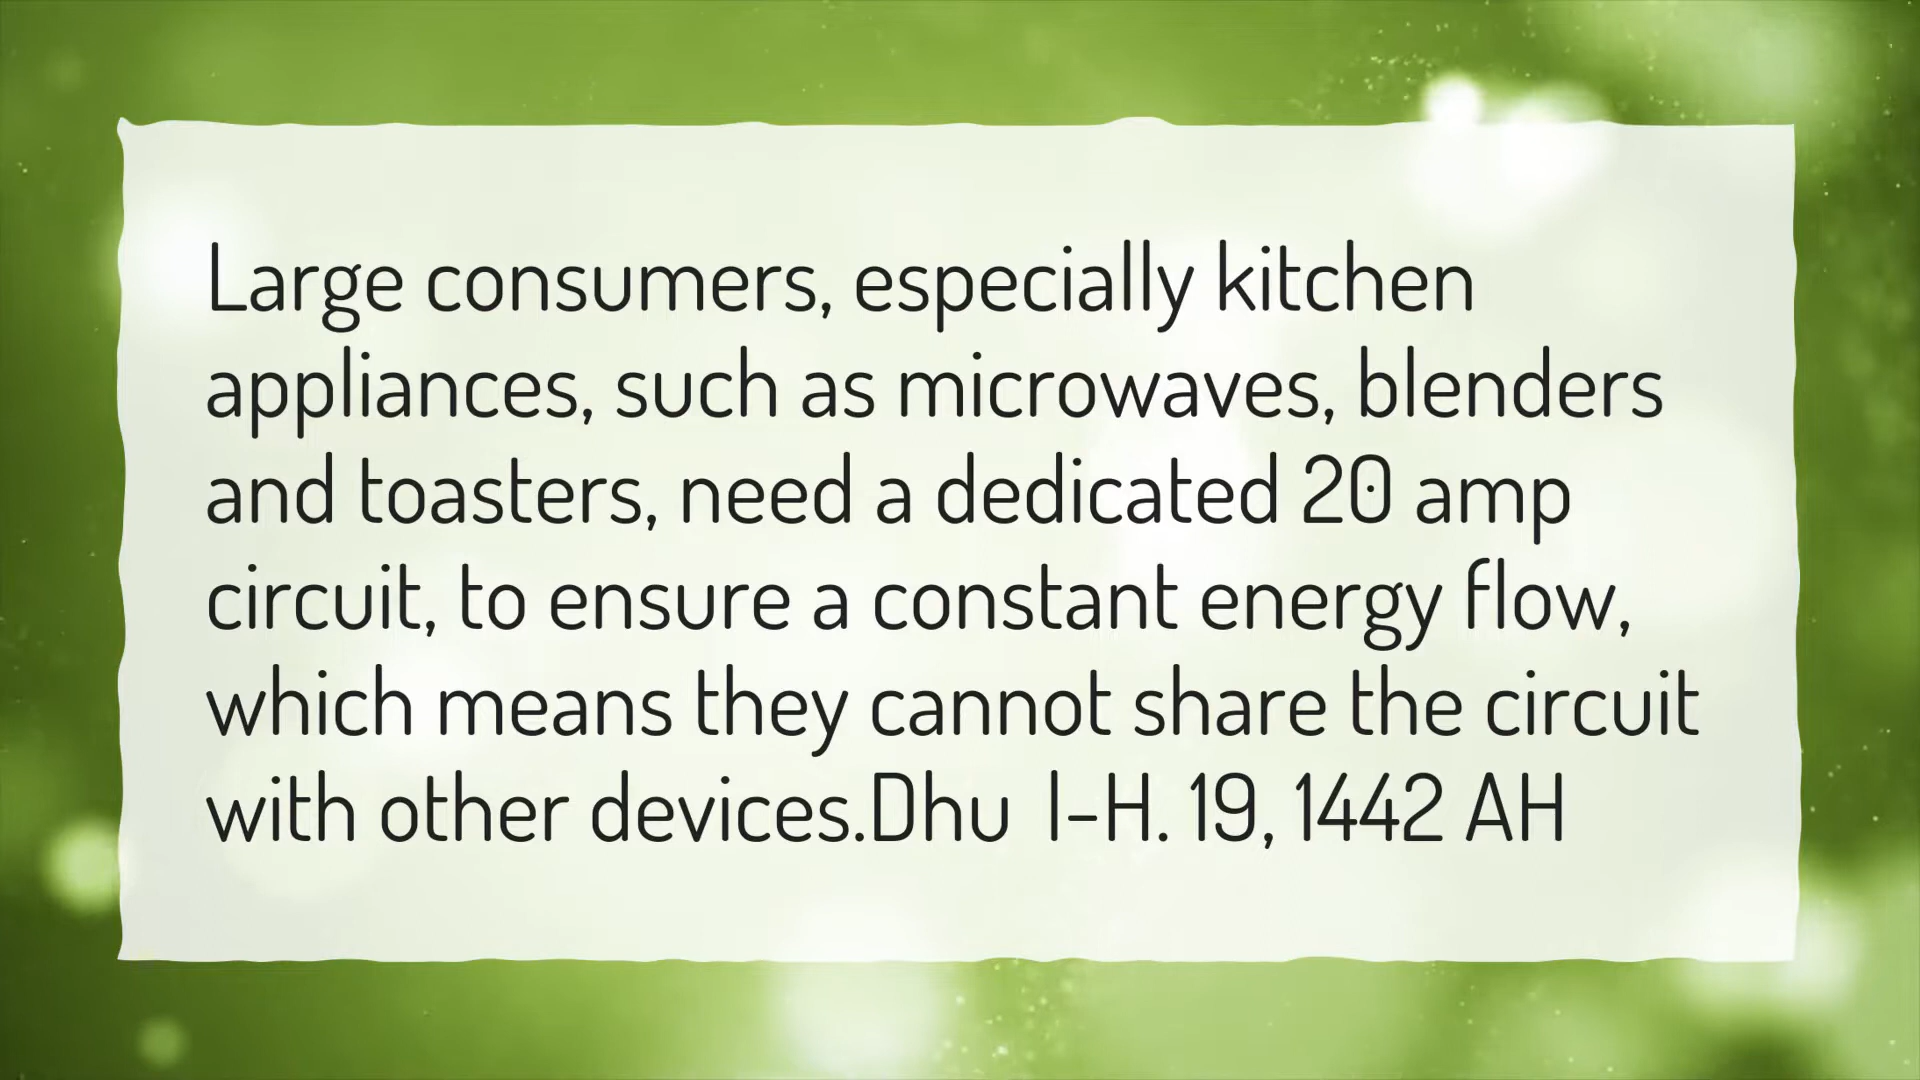 Large consumers, especially kitchen
appliances, such as microwaves, blenders
and toasters, need a dedicated 20 amp
circuit, to ensure a constant energy flow,
which means they cannot share the circuit
with other devices.Dhu  l-H. 19, 1442 AH